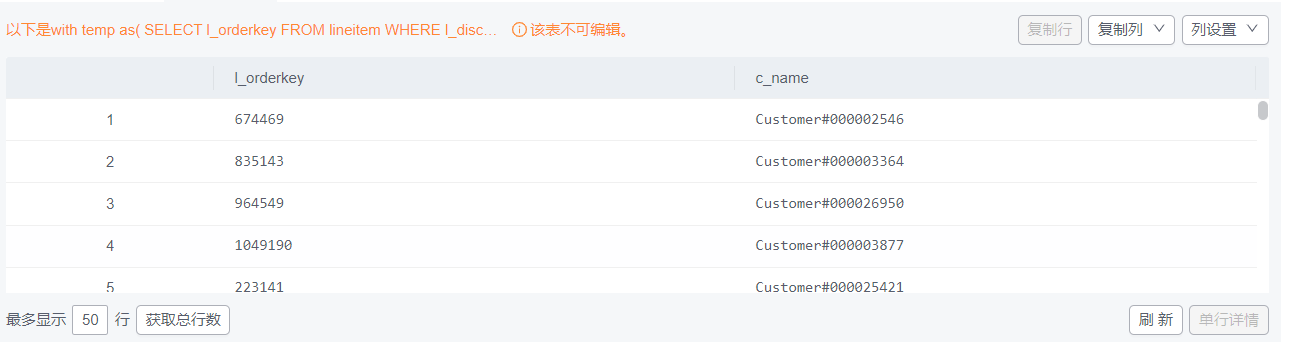 以下是with temp as( SELECT l_orderkey FROM lineitem WHERE l_disc... 该表不可编辑。 复制行 复制列 列设置
l_orderkey c_name
1 674469 Customer#000002546
2 835143 Customer#000003364
3 964549 Customer#000026950
4 1049190 Customer#000003877
5 223141 Customer#000025421
最多显示 50 行 获取总行数 刷 新 单行详情